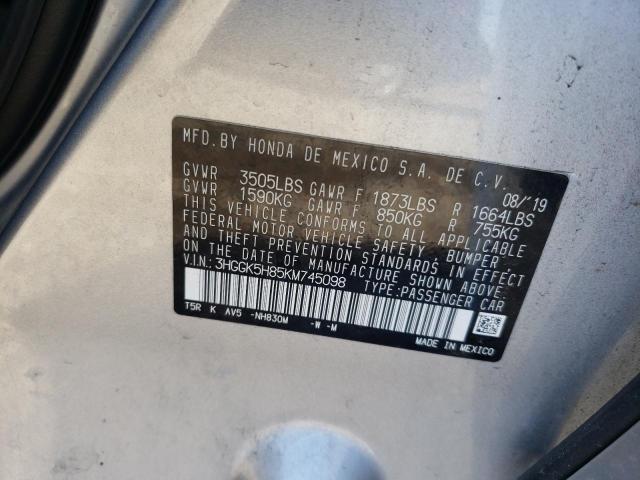 MFD. BY HONDA DE MEXICO S.A. DE C.V. 08/'19
GVWR 3505LBS GAWR F 1873LBS R 1664LBS
GVWR 1590KG GAWR F 850KG R 755KG
THIS VEHICLE CONFORMS TO ALL APPLICABLE
FEDERAL MOTOR VEHICLE SAFETY, BUMPER,
AND THEFT PREVENTION STANDARDS IN EFFECT
ON THE DATE OF MANUFACTURE SHOWN ABOVE.
V.I.N.: 3HGGK5H85KM745098 TYPE: PASSENGER CAR
T5R K AV5 -NH830M -W -M
MADE IN MEXICO